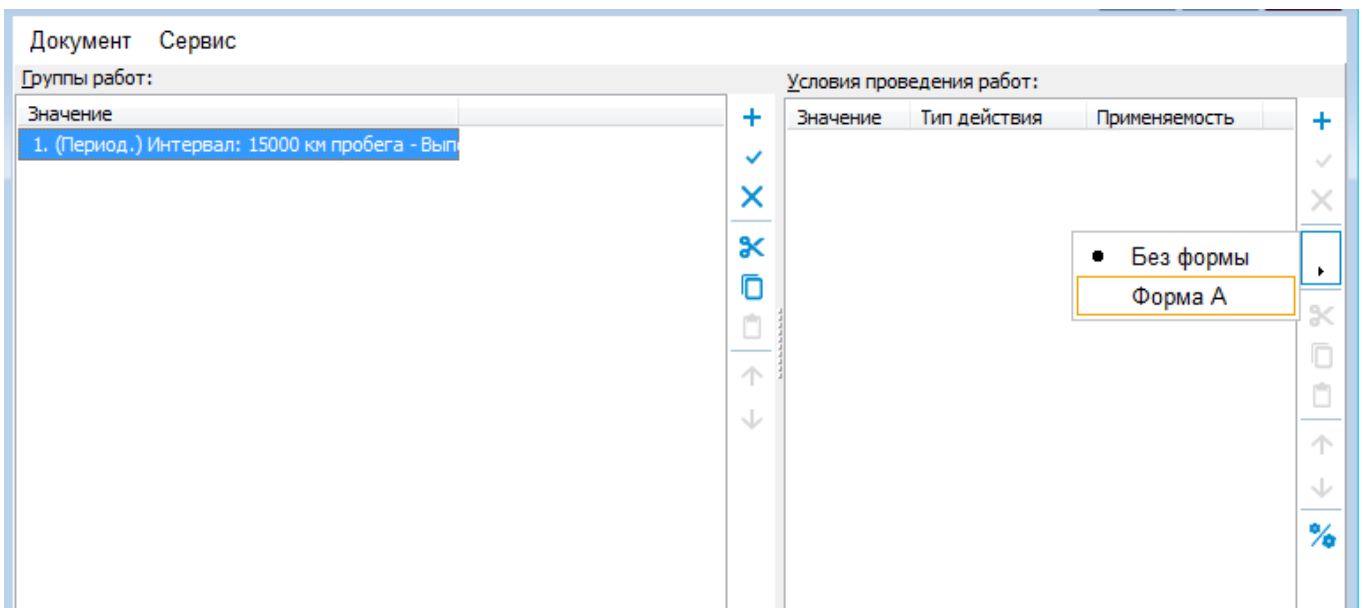 Документ Сервис
Группы работ:
Условия проведения работ:
Значение
Значение Тип действия Применяемость
1. (Период.) Интервал: 15000 км пробега - Вып
Без формы
Форма А